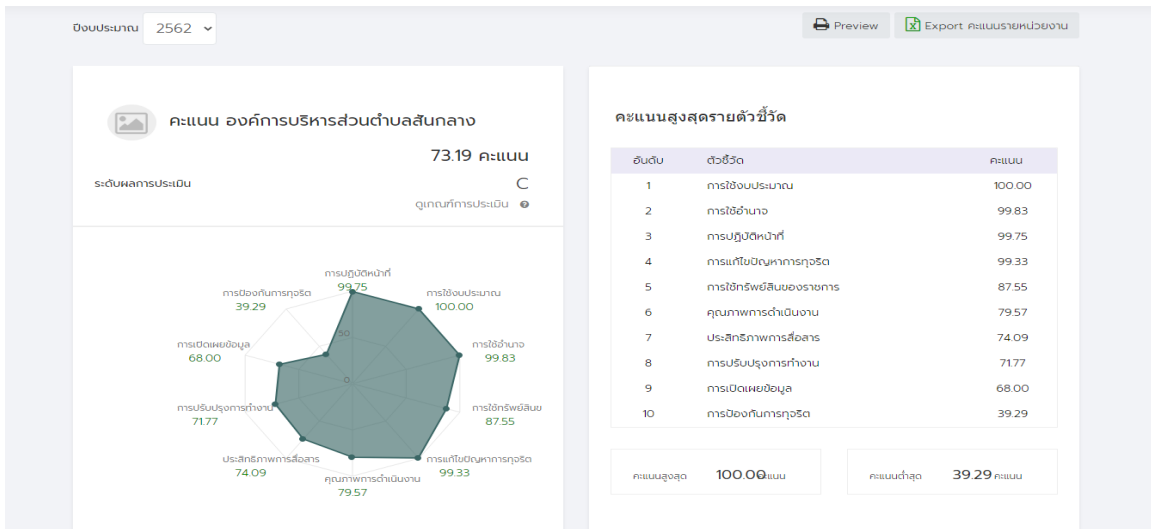 ปีงบประมาณ 2562
Preview
Export คะแนนรายหน่วยงาน
คะแนน องค์การบริหารส่วนตำบลสันกลาง
73.19 คะแนน
ระดับผลการประเมิน C
ดูเกณฑ์การประเมิน
การปฏิบัติหน้าที่
99.75
การใช้งบประมาณ
100.00
การใช้อำนาจ
99.83
การใช้ทรัพย์สินข
87.55
การแก้ไขปัญหาการทุจริต
99.33
คุณภาพการดำเนินงาน
79.57
ประสิทธิภาพการสื่อสาร
74.09
การปรับปรุงการทำงาน
71.77
การเปิดเผยข้อมูล
68.00
การป้องกันการทุจริต
39.29
50
0
คะแนนสูงสุดรายตัวชี้วัด
อันดับ ตัวชี้วัด คะแนน
1 การใช้งบประมาณ 100.00
2 การใช้อำนาจ 99.83
3 การปฏิบัติหน้าที่ 99.75
4 การแก้ไขปัญหาการทุจริต 99.33
5 การใช้ทรัพย์สินของราชการ 87.55
6 คุณภาพการดำเนินงาน 79.57
7 ประสิทธิภาพการสื่อสาร 74.09
8 การปรับปรุงการทำงาน 71.77
9 การเปิดเผยข้อมูล 68.00
10 การป้องกันการทุจริต 39.29
คะแนนสูงสุด 100.00 คะแนน
คะแนนต่ำสุด 39.29 คะแนน